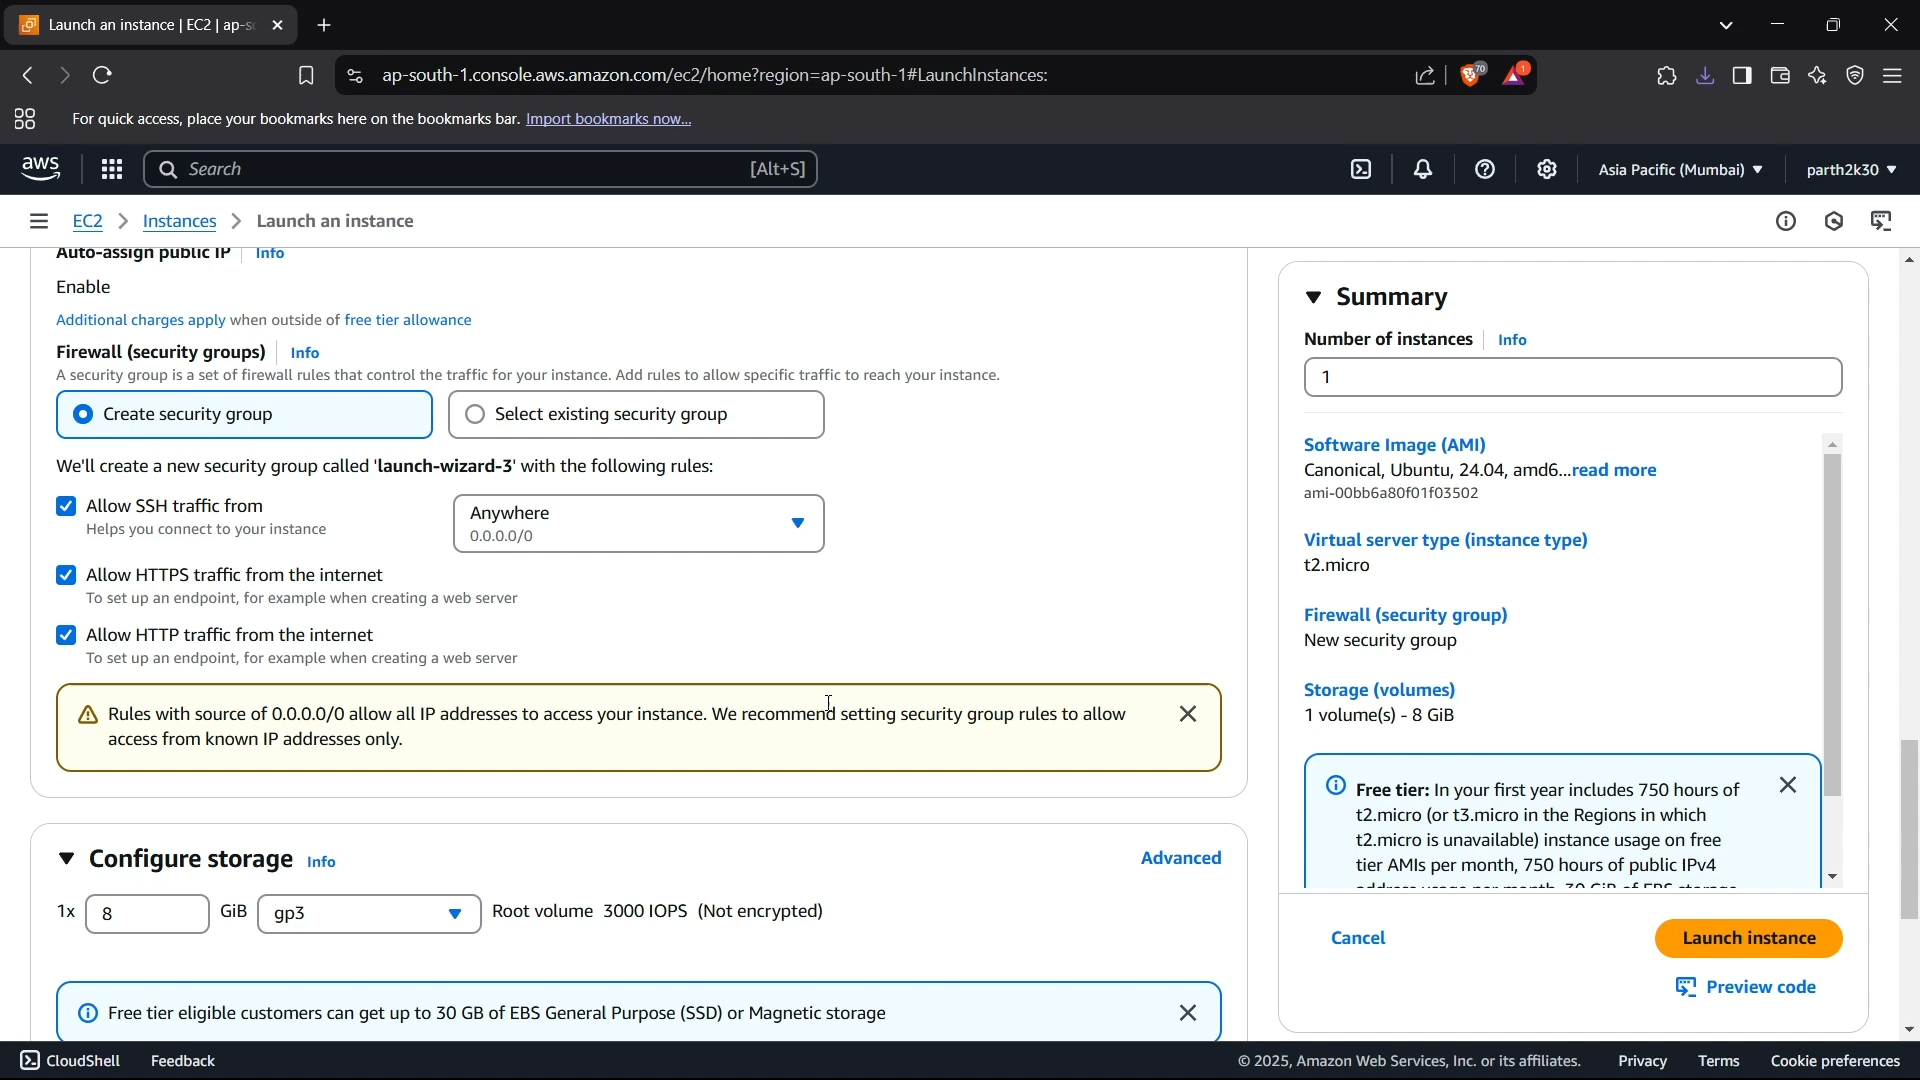 Launch an instance | EC2 | ap-s
ap-south-1.console.aws.amazon.com/ec2/home?region=ap-south-1#LaunchInstances:
70
1
For quick access, place your bookmarks here on the bookmarks bar. Import bookmarks now...
aws
Search
[Alt+S]
Asia Pacific (Mumbai)
parth2k30
EC2
Instances
Launch an instance
Auto-assign public IP
Info
Enable
Additional charges apply when outside of free tier allowance
Firewall (security groups)
Info
A security group is a set of firewall rules that control the traffic for your instance. Add rules to allow specific traffic to reach your instance.
Create security group
Select existing security group
We'll create a new security group called 'launch-wizard-3' with the following rules:
Allow SSH traffic from
Helps you connect to your instance
Anywhere
0.0.0.0/0
Allow HTTPS traffic from the internet
To set up an endpoint, for example when creating a web server
Allow HTTP traffic from the internet
To set up an endpoint, for example when creating a web server
Rules with source of 0.0.0.0/0 allow all IP addresses to access your instance. We recommend setting security group rules to allow
access from known IP addresses only.
Configure storage
Info
Advanced
1x
8
GiB
gp3
Root volume 3000 IOPS (Not encrypted)
Free tier eligible customers can get up to 30 GB of EBS General Purpose (SSD) or Magnetic storage
Summary
Number of instances
Info
1
Software Image (AMI)
Canonical, Ubuntu, 24.04, amd6...read more
ami-00bb6a80f01f03502
Virtual server type (instance type)
t2.micro
Firewall (security group)
New security group
Storage (volumes)
1 volume(s) - 8 GiB
Free tier: In your first year includes 750 hours of
t2.micro (or t3.micro in the Regions in which
t2.micro is unavailable) instance usage on free
tier AMIs per month, 750 hours of public IPv4
address usage per month, 30 GiB of EBS storage
Cancel
Launch instance
Preview code
CloudShell
Feedback
© 2025, Amazon Web Services, Inc. or its affiliates.
Privacy
Terms
Cookie preferences